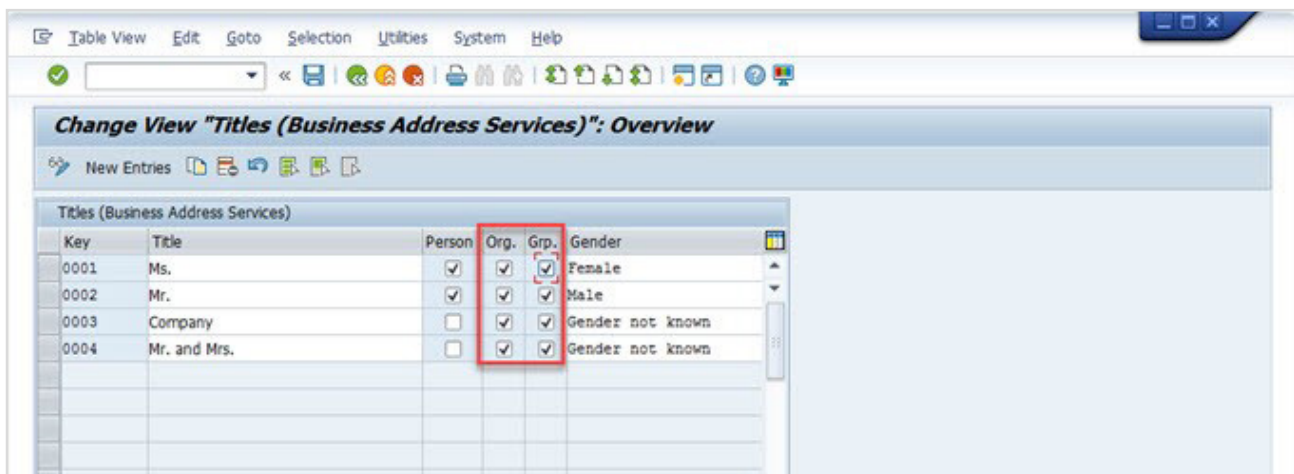 Table View Edit Goto Selection Utilities System Help
Change View "Titles (Business Address Services)": Overview
New Entries
Titles (Business Address Services)
Key Title Person Org. Grp. Gender
0001 Ms. Female
0002 Mr. Male
0003 Company Gender not known
0004 Mr. and Mrs. Gender not known